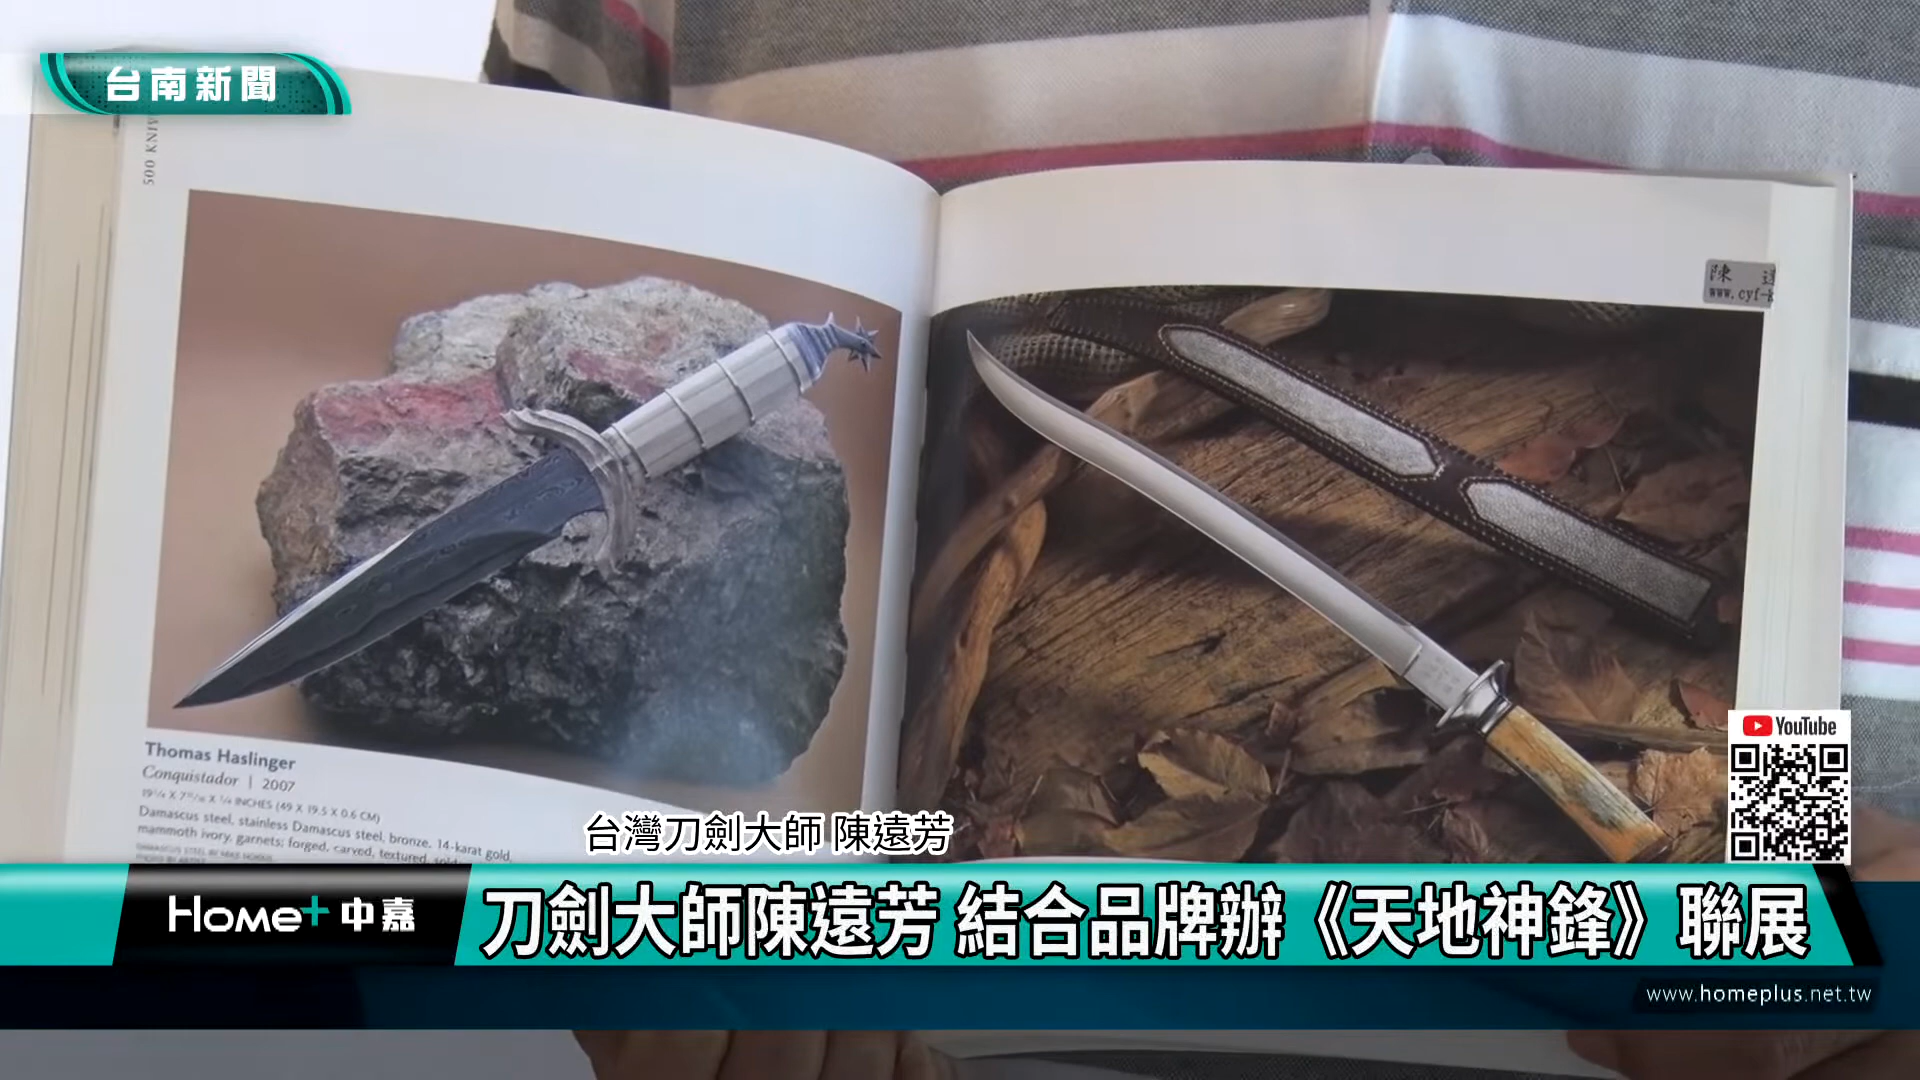 台南新聞
500 KNIV
陳
www.cyf-k
Thomas Haslinger
Conquistador | 2007
INCHES (49 X 19.5 X 0.6 CM)
Damascus steel, stainless Damascus steel, bronze, 14-karat gold,
mammoth ivory, garnets; forged, carved, textured,
YouTube
台灣刀劍大師 陳遠芳
Home+ 中嘉
刀劍大師陳遠芳 結合品牌辦《天地神鋒》聯展
www.homeplus.net.tw